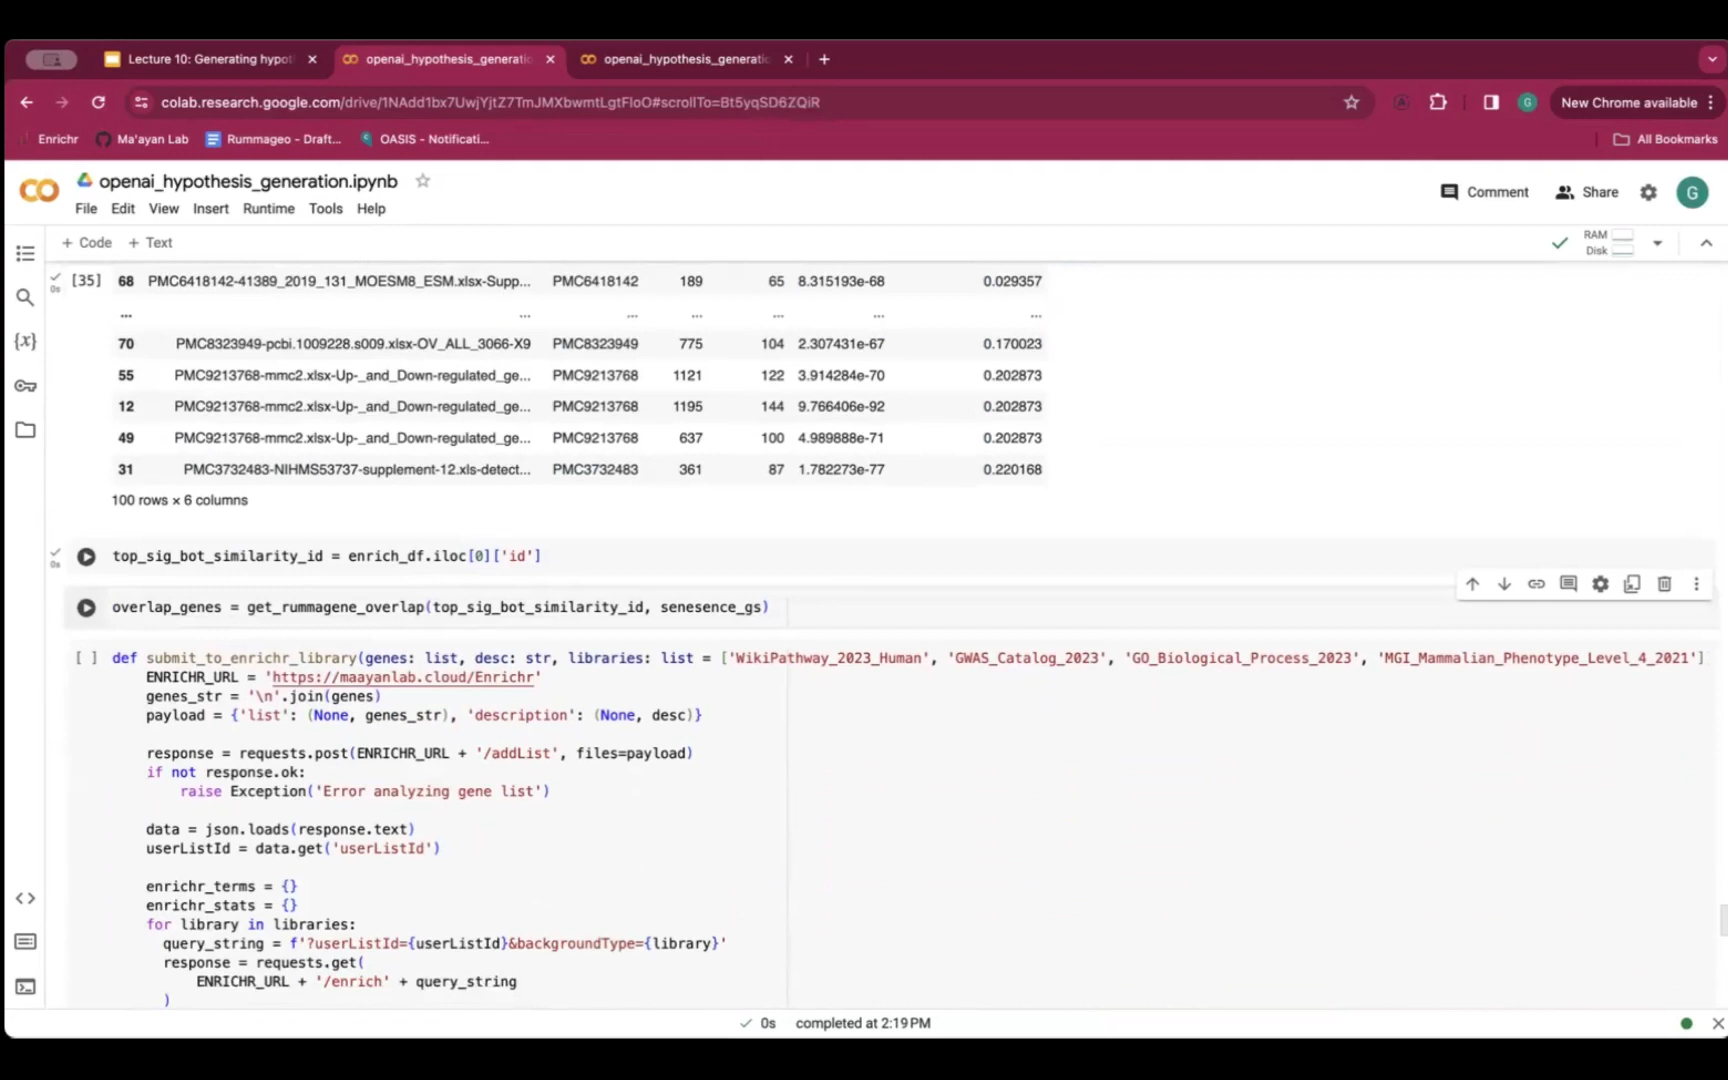 Lecture 10: Generating hypot
openai_hypothesis_generatio
openai_hypothesis_generatio
colab.research.google.com/drive/1NAdd1bx7UwjYjtZ7TmJMXbwmtLgtFIoO#scrollTo=Bt5yqSD6ZQiR
New Chrome available
Enrichr
Ma'ayan Lab
Rummageo - Draft...
OASIS - Notificati...
All Bookmarks
openai_hypothesis_generation.ipynb
Comment
Share
G
File Edit View Insert Runtime Tools Help
+ Code + Text
RAM
Disk
[35] 68 PMC6418142-41389_2019_131_MOESM8_ESM.xlsx-Supp... PMC6418142 189 65 8.315193e-68 0.029357
... ... ... ... ... ... ...
70 PMC8323949-pcbi.1009228.s009.xlsx-OV_ALL_3066-X9 PMC8323949 775 104 2.307431e-67 0.170023
55 PMC9213768-mmc2.xlsx-Up-_and_Down-regulated_ge... PMC9213768 1121 122 3.914284e-70 0.202873
12 PMC9213768-mmc2.xlsx-Up-_and_Down-regulated_ge... PMC9213768 1195 144 9.766406e-92 0.202873
49 PMC9213768-mmc2.xlsx-Up-_and_Down-regulated_ge... PMC9213768 637 100 4.989888e-71 0.202873
31 PMC3732483-NIHMS53737-supplement-12.xls-detect... PMC3732483 361 87 1.782273e-77 0.220168
100 rows × 6 columns
0s
top_sig_bot_similarity_id = enrich_df.iloc[0]['id']
overlap_genes = get_rummagene_overlap(top_sig_bot_similarity_id, senesence_gs)
[ ] def submit_to_enrichr_library(genes: list, desc: str, libraries: list = ['WikiPathway_2023_Human', 'GWAS_Catalog_2023', 'GO_Biological_Process_2023', 'MGI_Mammalian_Phenotype_Level_4_2021']
ENRICHR_URL = 'https://maayanlab.cloud/Enrichr'
genes_str = '\n'.join(genes)
payload = {'list': (None, genes_str), 'description': (None, desc)}
response = requests.post(ENRICHR_URL + '/addList', files=payload)
if not response.ok:
raise Exception('Error analyzing gene list')
data = json.loads(response.text)
userListId = data.get('userListId')
enrichr_terms = {}
enrichr_stats = {}
for library in libraries:
query_string = f'?userListId={userListId}&backgroundType={library}'
response = requests.get(
ENRICHR_URL + '/enrich' + query_string
)
0s completed at 2:19 PM